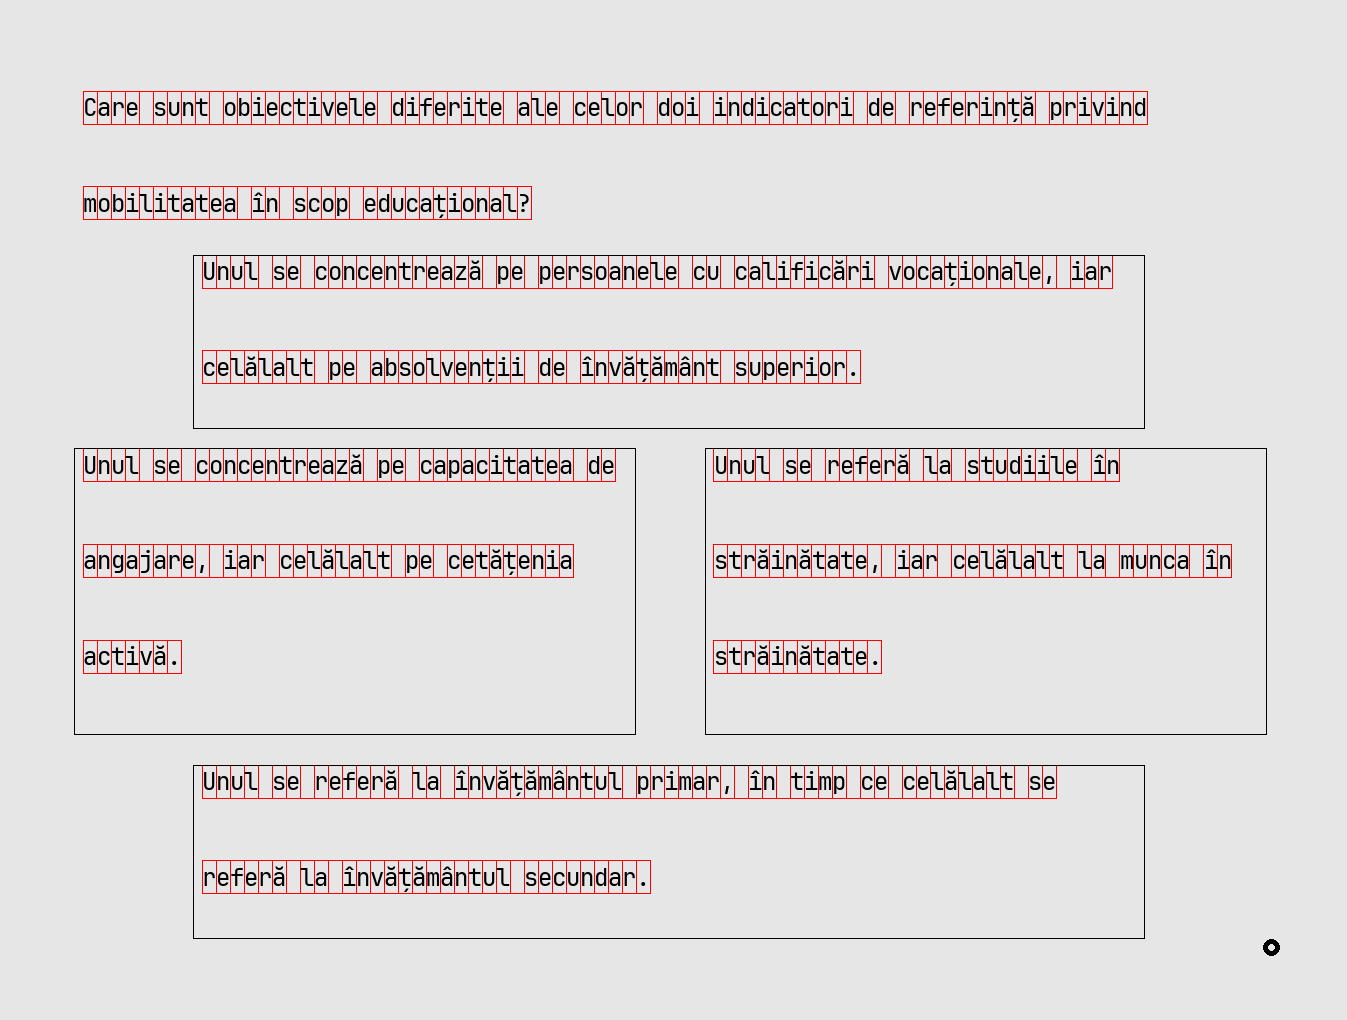 Care sunt obiectivele diferite ale celor doi indicatori de referință privind
mobilitatea în scop educațional?
Unul se concentrează pe persoanele cu calificări vocaționale, iar
celălalt pe absolvenții de învățământ superior.
Unul se concentrează pe capacitatea de
angajare, iar celălalt pe cetățenia
activă.
Unul se referă la studiile în
străinătate, iar celălalt la munca în
străinătate.
Unul se referă la învățământul primar, în timp ce celălalt se
referă la învățământul secundar.